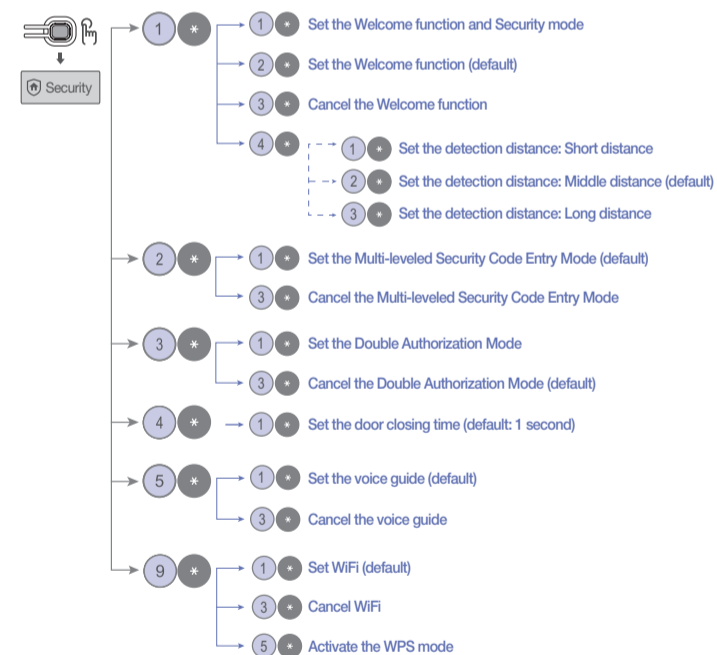 1 * 1 * Set the Welcome function and Security mode
2 * Set the Welcome function (default)
Security
3 * Cancel the Welcome function
4 * 1 * Set the detection distance: Short distance
2 * Set the detection distance: Middle distance (default)
3 * Set the detection distance: Long distance
2 * 1 * Set the Multi-leveled Security Code Entry Mode (default)
3 * Cancel the Multi-leveled Security Code Entry Mode
3 * 1 * Set the Double Authorization Mode
3 * Cancel the Double Authorization Mode (default)
4 * 1 * Set the door closing time (default: 1 second)
5 * 1 * Set the voice guide (default)
3 * Cancel the voice guide
9 * 1 * Set WiFi (default)
3 * Cancel WiFi
5 * Activate the WPS mode